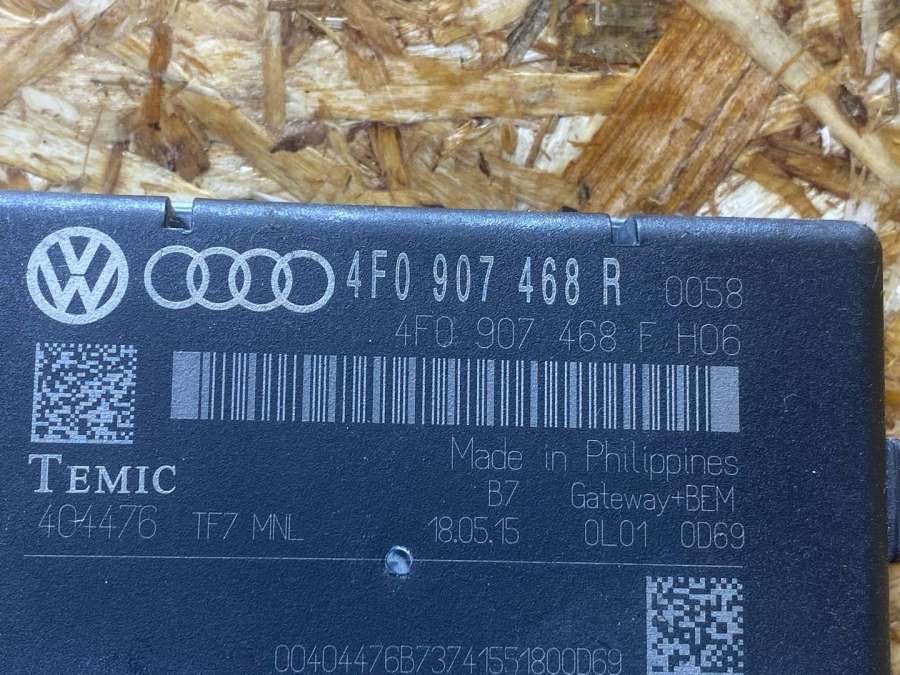 4F0 907 468 R 0058
4F0 907 468 F H06
Made in Philippines
TEMIC
B7 Gateway+BEM
404476 TF7 MNL 18.05.15 0L01 0D69
00404476B73741551800D69